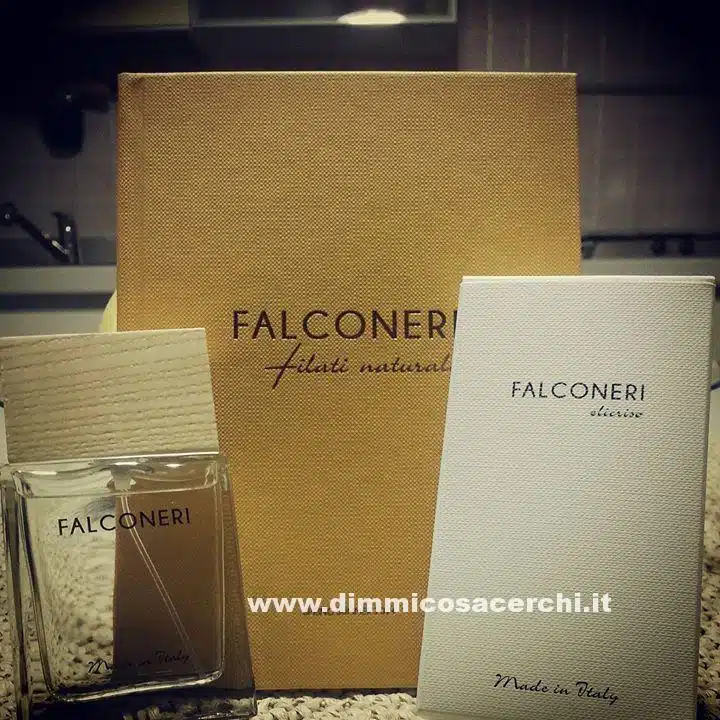 FALCONERI
filati naturali
FALCONERI
elicriso
FALCONERI
www.dimmicosacerchi.it
Made in Italy
Made in Italy